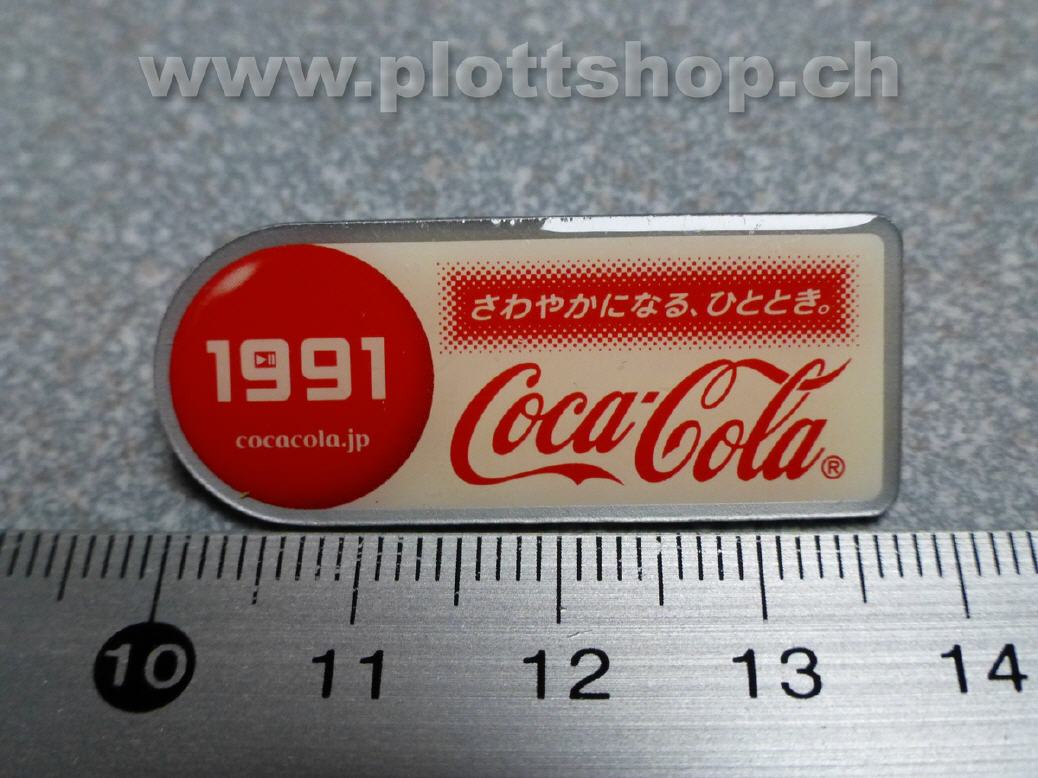 www.plottshop.ch
さわやかになる、ひととき。
1991
Coca-Cola®
cocacola.jp
10 11 12 13 14